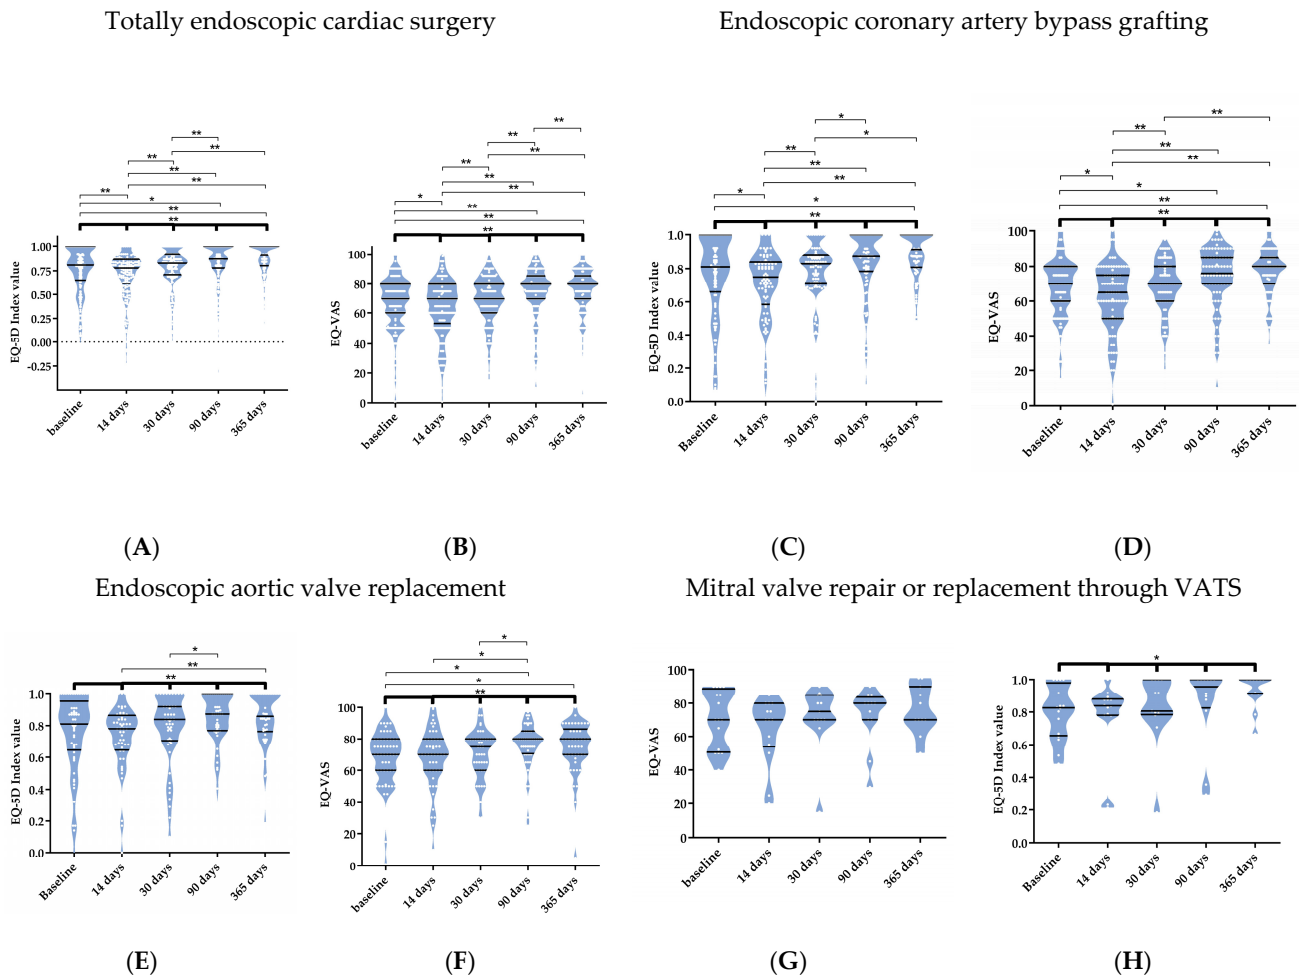 Totally endoscopic cardiac surgery
Endoscopic coronary artery bypass grafting
**
**
**
**
**
**
**
*
**
**
1.00
0.75
0.50
0.00
-0.25
EQ-5D Index value
baseline
14 days
30 days
90 days
365 days
(A)
**
**
**
**
**
**
*
**
**
**
100
80
60
40
20
0
EQ-VAS
baseline
14 days
30 days
90 days
365 days
(B)
*
*
**
**
**
*
*
**
1.0
0.8
0.6
0.4
0.2
0.0
EQ-5D Index value
Baseline
14 days
30 days
90 days
365 days
(C)
**
**
**
**
*
*
**
**
100
80
60
40
20
0
EQ-VAS
baseline
14 days
30 days
90 days
365 days
(D)
Endoscopic aortic valve replacement
Mitral valve repair or replacement through VATS
*
**
**
1.0
0.8
0.6
0.4
0.2
0.0
EQ-5D Index value
Baseline
14 days
30 days
90 days
365 days
(E)
*
*
*
*
**
100
80
60
40
20
0
EQ-VAS
baseline
14 days
30 days
90 days
365 days
(F)
100
80
60
40
20
0
EQ-VAS
baseline
14 days
30 days
90 days
365 days
(G)
*
1.0
0.8
0.6
0.4
0.2
0.0
EQ-5D Index value
Baseline
14 days
30 days
90 days
365 days
(H)